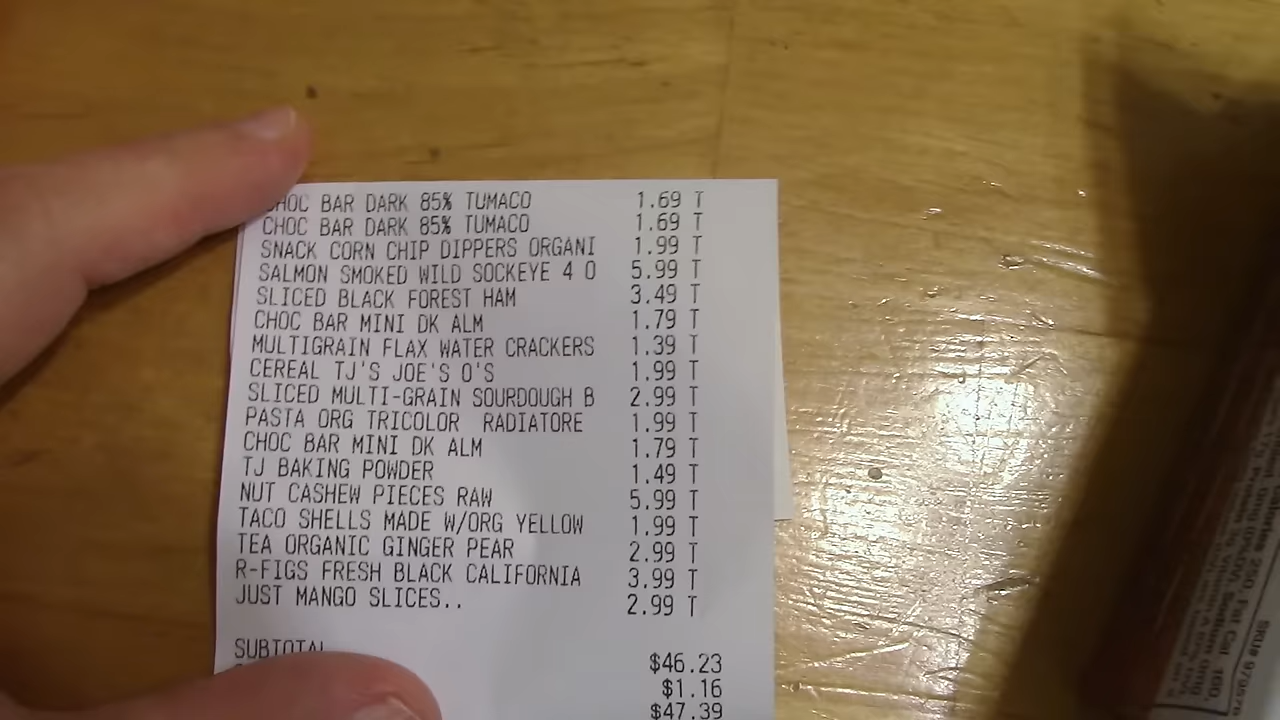 CHOC BAR DARK 85% TUMACO 1.69 T
CHOC BAR DARK 85% TUMACO 1.69 T
SNACK CORN CHIP DIPPERS ORGANI 1.99 T
SALMON SMOKED WILD SOCKEYE 4 O 5.99 T
SLICED BLACK FOREST HAM 3.49 T
CHOC BAR MINI DK ALM 1.79 T
MULTIGRAIN FLAX WATER CRACKERS 1.39 T
CEREAL TJ'S JOE'S O'S 1.99 T
SLICED MULTI-GRAIN SOURDOUGH B 2.99 T
PASTA ORG TRICOLOR RADIATORE 1.99 T
CHOC BAR MINI DK ALM 1.79 T
TJ BAKING POWDER 1.49 T
NUT CASHEW PIECES RAW 5.99 T
TACO SHELLS MADE W/ORG YELLOW 1.99 T
TEA ORGANIC GINGER PEAR 2.99 T
R-FIGS FRESH BLACK CALIFORNIA 3.99 T
JUST MANGO SLICES.. 2.99 T
SUBTOTAL $46.23
$1.16
$47.39
SKU#